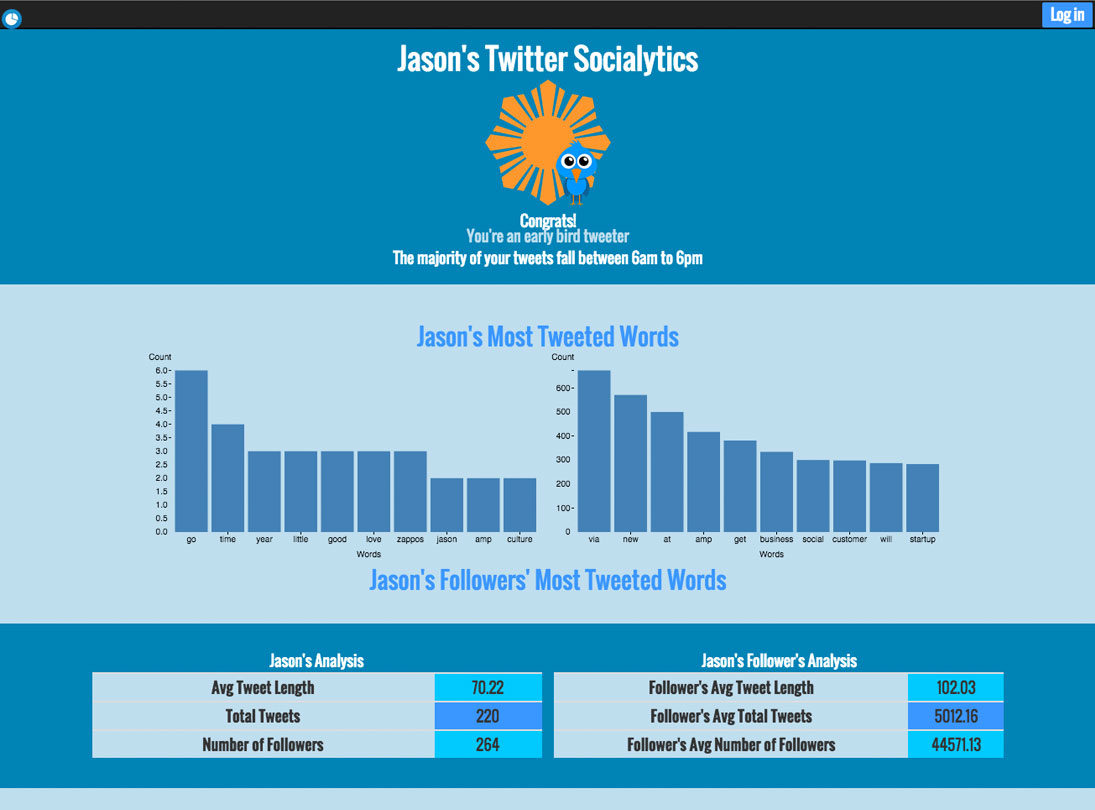 Log in
Jason's Twitter Socialytics
Congrats!
You're an early bird tweeter
The majority of your tweets fall between 6am to 6pm
Jason's Most Tweeted Words
Count
6.0
5.5
5.0
4.5
4.0
3.5
3.0
2.5
2.0
1.5
1.0
0.5
0.0
go time year little good love zappos jason amp culture
Words
Count
600
500
400
300
200
100
0
via new at amp get business social customer will startup
Words
Jason's Followers' Most Tweeted Words
Jason's Analysis
Avg Tweet Length 70.22
Total Tweets 220
Number of Followers 264
Jason's Follower's Analysis
Follower's Avg Tweet Length 102.03
Follower's Avg Total Tweets 5012.16
Follower's Avg Number of Followers 44571.13